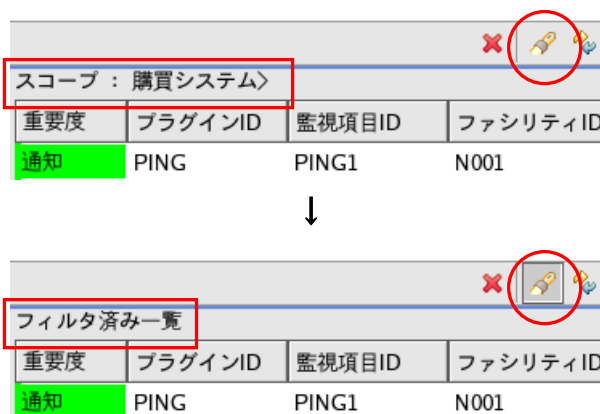 スコープ : 購買システム〉
重要度 プラグインID 監視項目ID ファシリティID
通知 PING PING1 N001
↓
フィルタ済み一覧
重要度 プラグインID 監視項目ID ファシリティID
通知 PING PING1 N001